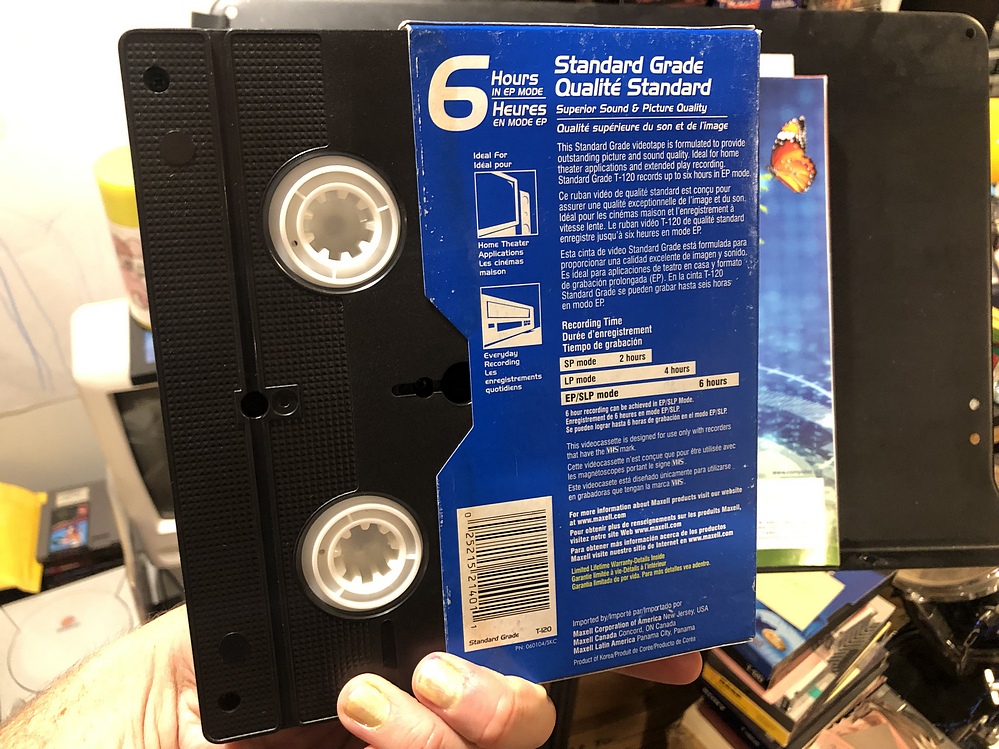 6 Hours
IN EP MODE
Heures
EN MODE EP
Standard Grade
Qualité Standard
Superior Sound & Picture Quality
Qualité supérieure du son et de l'image
Ideal For
Idéal pour
Home Theater
Applications
Les cinémas
maison
Everyday
Recording
Les
enregistrements
quotidiens
This Standard Grade videotape is formulated to provide
outstanding picture and sound quality. Ideal for home
theater applications and extended play recording.
Standard Grade T-120 records up to six hours in EP mode.
Ce ruban vidéo de qualité standard est conçu pour
assurer une qualité exceptionnelle de l'image et du son.
Idéal pour les cinémas maison et l'enregistrement à
vitesse lente. Le ruban vidéo T-120 de qualité standard
enregistre jusqu'à six heures en mode EP.
Esta cinta de video Standard Grade está formulada para
proporcionar una calidad excelente de imagen y sonido.
Es ideal para aplicaciones de teatro en casa y formato
de grabación prolongada (EP). En la cinta T-120
Standard Grade se pueden grabar hasta seis horas
en modo EP.
Recording Time
Durée d'enregistrement
Tiempo de grabación
SP mode 2 hours
LP mode 4 hours
EP/SLP mode 6 hours
6 hour recording can be achieved in EP/SLP Mode.
Enregistrement de 6 heures en mode EP/SLP.
Se pueden lograr hasta 6 horas de grabación en el modo EP/SLP.
This videocassette is designed for use only with recorders
that have the VHS mark.
Cette vidéocassette n'est conçue que pour être utilisée avec
les magnétoscopes portant le signe VHS.
Este videocasete está diseñado únicamente para utilizarse
en grabadoras que tengan la marca VHS.
For more information about Maxell products visit our website
at www.maxell.com
Pour obtenir plus de renseignements sur les produits Maxell,
visitez notre site Web www.maxell.com
Para obtener más información acerca de los productos
Maxell visite nuestro sitio de Internet en www.maxell.com
Limited Lifetime Warranty-Details Inside
Garantie limitée à vie-Détails à l'intérieur
Garantía limitada de por vida. Para más detalles vea adentro.
0 25215 21401 1
Standard Grade T-120
PN. 060104/SKC
Imported by/Importé par/Importado por
Maxell Corporation of America New Jersey, USA
Maxell Canada Concord, ON Canada
Maxell Latin America Panama City, Panama
Product of Korea/Produit de Corée/Producto de Corea